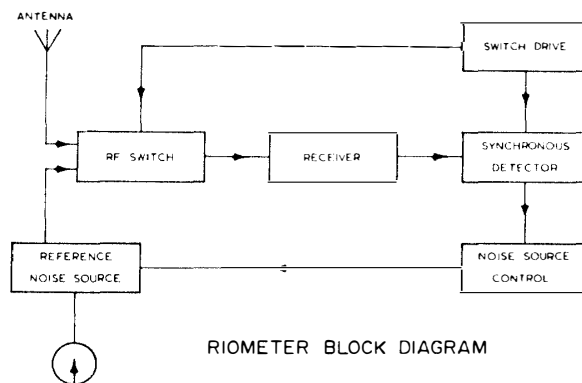 ANTENNA
SWITCH DRIVE
RF SWITCH
RECEIVER
SYNCHRONOUS
DETECTOR
REFERENCE
NOISE SOURCE
NOISE SOURCE
CONTROL
RIOMETER BLOCK DIAGRAM